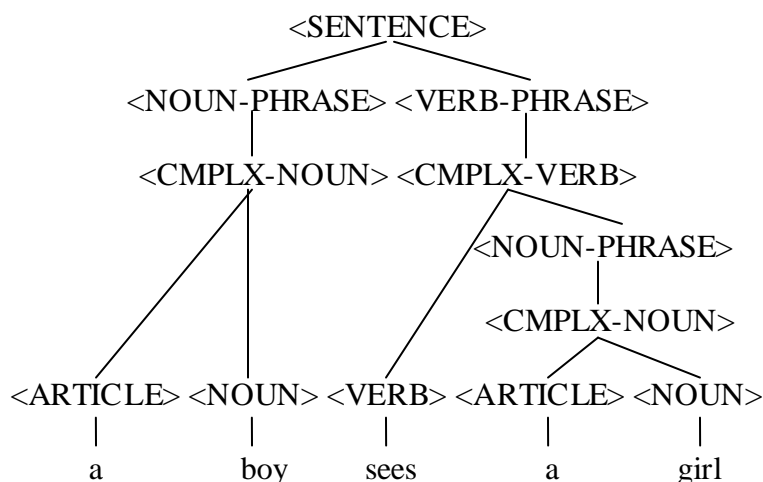 <SENTENCE>
<NOUN-PHRASE> <VERB-PHRASE>
<CMPLX-NOUN> <CMPLX-VERB>
<NOUN-PHRASE>
<CMPLX-NOUN>
<ARTICLE> <NOUN> <VERB> <ARTICLE> <NOUN>
a boy sees a girl